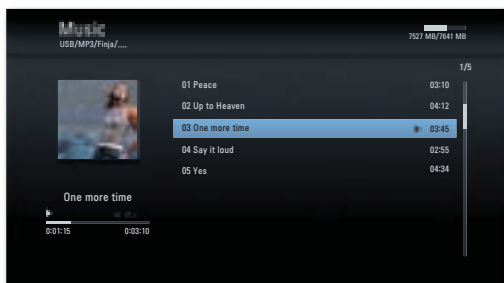 Music
USB/MP3/Finja/....
7527 MB/7641 MB
1/5
01 Peace 03:10
02 Up to Heaven 04:12
03 One more time 03:45
04 Say it loud 02:55
05 Yes 04:34
One more time
0:01:15 0:03:10